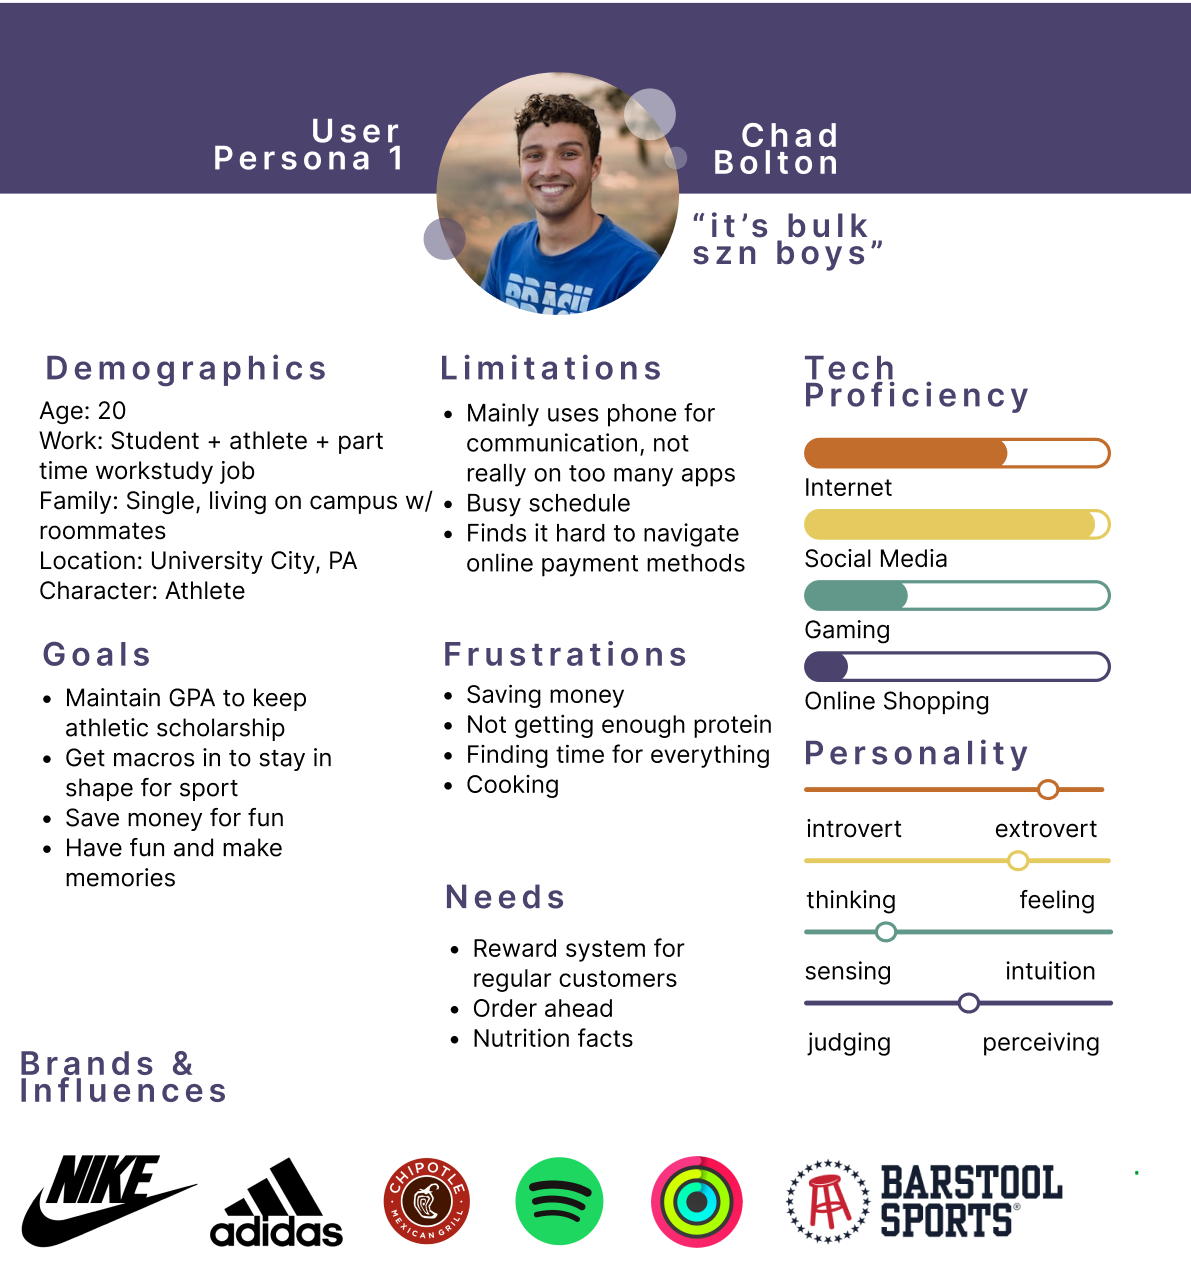 User
Persona 1
Chad
Bolton
“it’s bulk
szn boys”
Demographics
Age: 20
Work: Student + athlete + part
time workstudy job
Family: Single, living on campus w/
roommates
Location: University City, PA
Character: Athlete
Goals
• Maintain GPA to keep
athletic scholarship
• Get macros in to stay in
shape for sport
• Save money for fun
• Have fun and make
memories
Limitations
• Mainly uses phone for
communication, not
really on too many apps
• Busy schedule
• Finds it hard to navigate
online payment methods
Frustrations
• Saving money
• Not getting enough protein
• Finding time for everything
• Cooking
Needs
• Reward system for
regular customers
• Order ahead
• Nutrition facts
Tech
Proficiency
Internet
Social Media
Gaming
Online Shopping
Personality
introvert extrovert
thinking feeling
sensing intuition
judging perceiving
Brands &
Influences
NIKE
adidas
CHIPOTLE
MEXICAN GRILL
BARSTOOL
SPORTS®